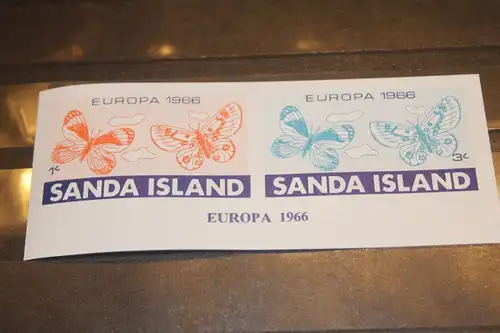 EUROPA 1966
1c
SANDA ISLAND
EUROPA 1966
3c
SANDA ISLAND
EUROPA 1966